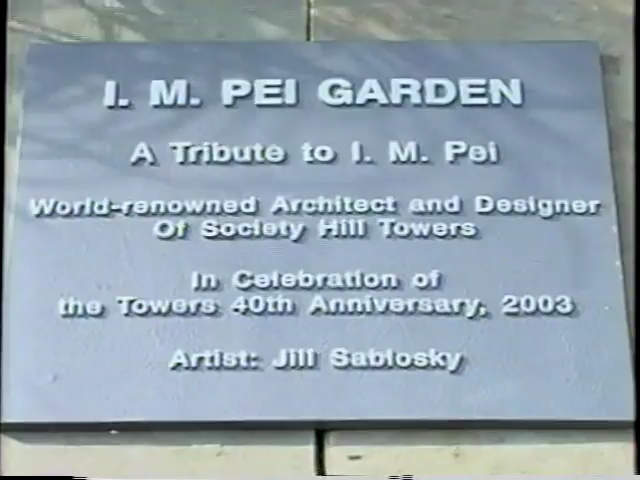 I. M. PEI GARDEN
A Tribute to I. M. Pei
World-renowned Architect and Designer
Of Society Hill Towers
In Celebration of
the Towers 40th Anniversary, 2003
Artist: Jill Sablosky